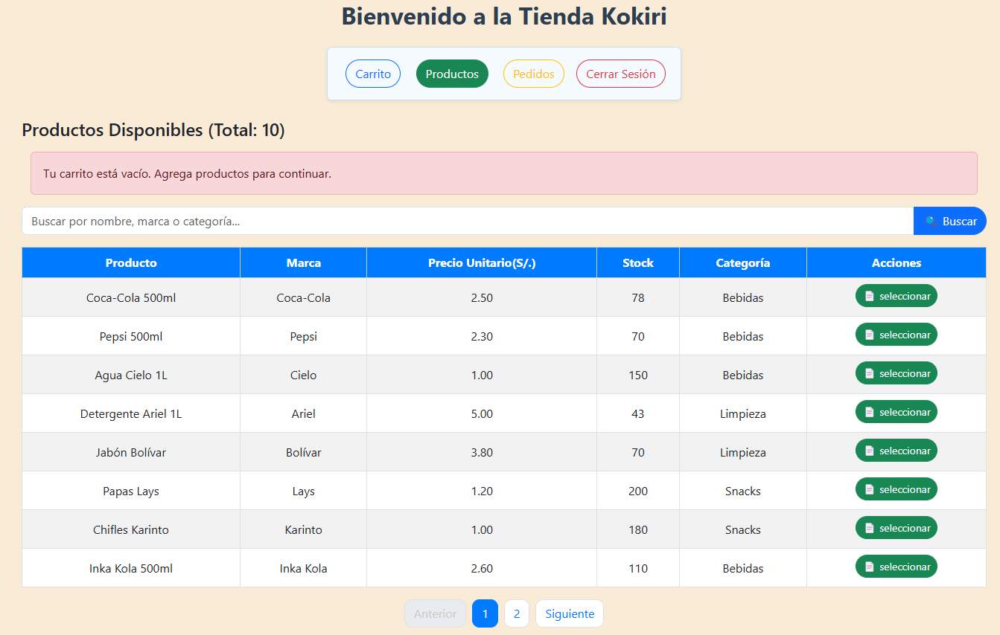 Bienvenido a la Tienda Kokiri
Carrito Productos Pedidos Cerrar Sesión
Productos Disponibles (Total: 10)
Tu carrito está vacío. Agrega productos para continuar.
Buscar por nombre, marca o categoría... Buscar
Producto Marca Precio Unitario(S/.) Stock Categoría Acciones
Coca-Cola 500ml Coca-Cola 2.50 78 Bebidas seleccionar
Pepsi 500ml Pepsi 2.30 70 Bebidas seleccionar
Agua Cielo 1L Cielo 1.00 150 Bebidas seleccionar
Detergente Ariel 1L Ariel 5.00 43 Limpieza seleccionar
Jabón Bolívar Bolívar 3.80 70 Limpieza seleccionar
Papas Lays Lays 1.20 200 Snacks seleccionar
Chifles Karinto Karinto 1.00 180 Snacks seleccionar
Inka Kola 500ml Inka Kola 2.60 110 Bebidas seleccionar
Anterior 1 2 Siguiente